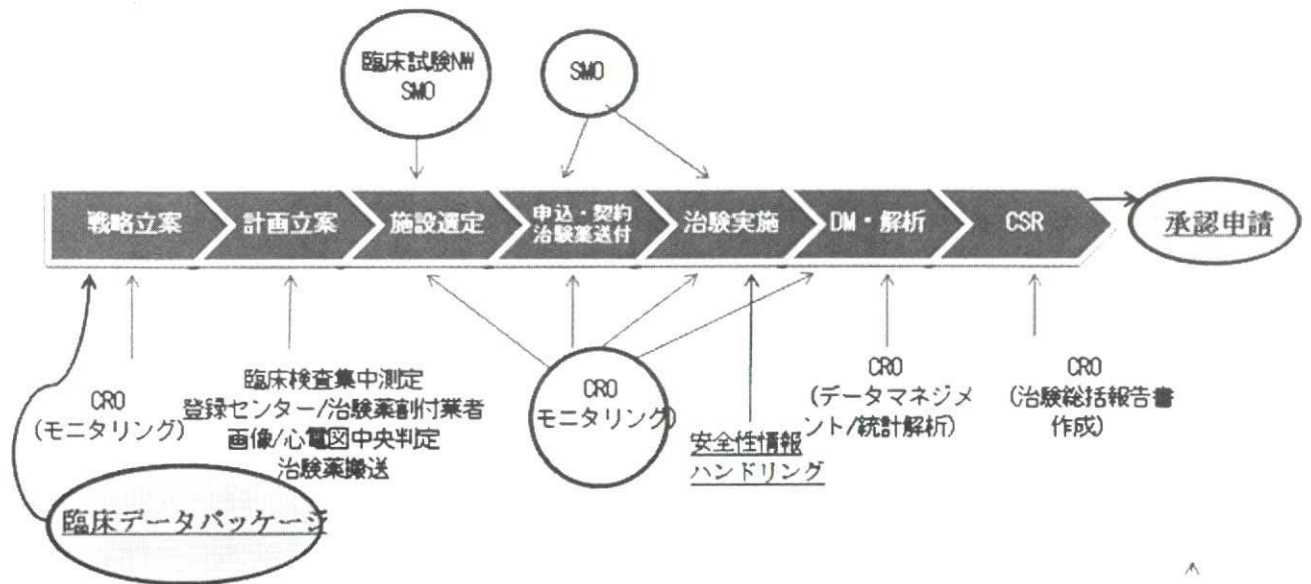 臨床試験NW
SMO
SMO
戦略立案
計画立案
施設選定
申込・契約
治験薬送付
治験実施
DM・解析
CSR
承認申請
CRO
(モニタリング)
臨床検査集中測定
登録センター/治験薬割付業者
画像/心電図中央判定
治験薬搬送
CRO
モニタリング)
安全性情報
ハンドリング
CRO
(データマネジメ
ント/統計解析)
CRO
(治験総括報告書
作成)
臨床データパッケージ